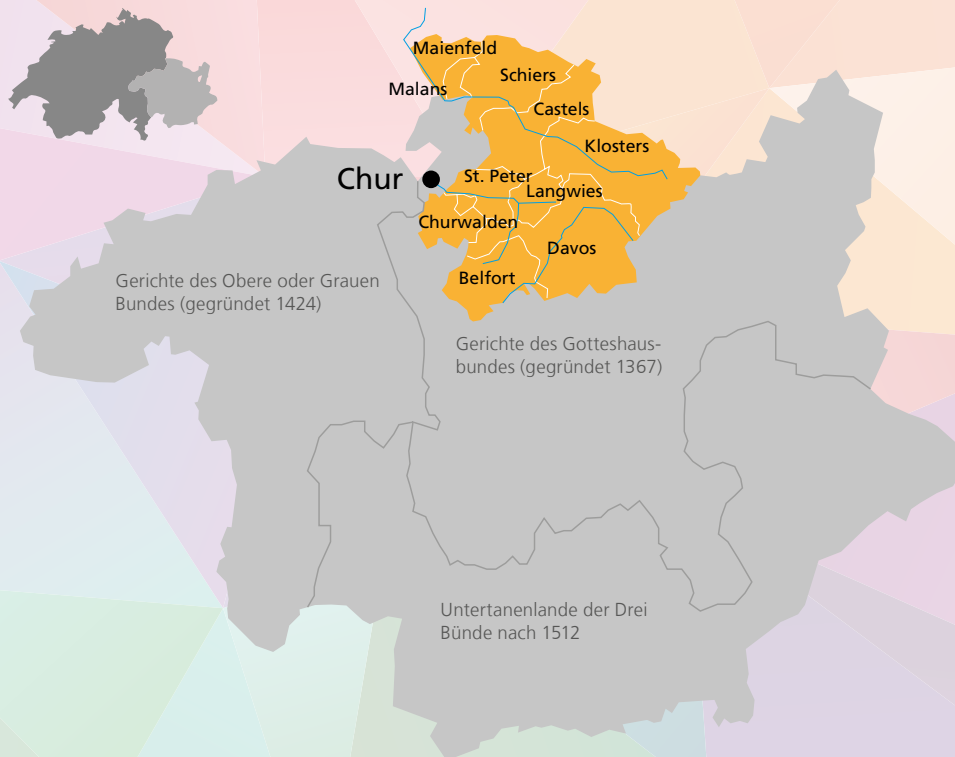 Maienfeld
Schiers
Malans
Castels
Klosters
Chur
St. Peter
Langwies
Churwalden
Davos
Belfort
Gerichte des Obere oder Grauen
Bundes (gegründet 1424)
Gerichte des Gotteshaus-
bundes (gegründet 1367)
Untertanenlande der Drei
Bünde nach 1512